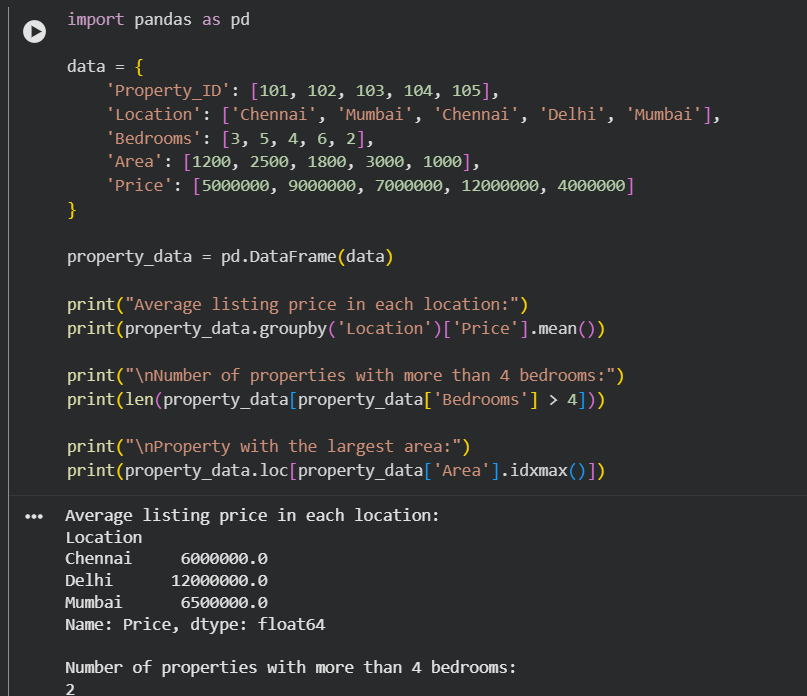 import pandas as pd
data = {
    'Property_ID': [101, 102, 103, 104, 105],
    'Location': ['Chennai', 'Mumbai', 'Chennai', 'Delhi', 'Mumbai'],
    'Bedrooms': [3, 5, 4, 6, 2],
    'Area': [1200, 2500, 1800, 3000, 1000],
    'Price': [5000000, 9000000, 7000000, 12000000, 4000000]
}
property_data = pd.DataFrame(data)
print("Average listing price in each location:")
print(property_data.groupby('Location')['Price'].mean())
print("\nNumber of properties with more than 4 bedrooms:")
print(len(property_data[property_data['Bedrooms'] > 4]))
print("\nProperty with the largest area:")
print(property_data.loc[property_data['Area'].idxmax()])
Average listing price in each location:
Location
Chennai     6000000.0
Delhi      12000000.0
Mumbai      6500000.0
Name: Price, dtype: float64
Number of properties with more than 4 bedrooms:
2